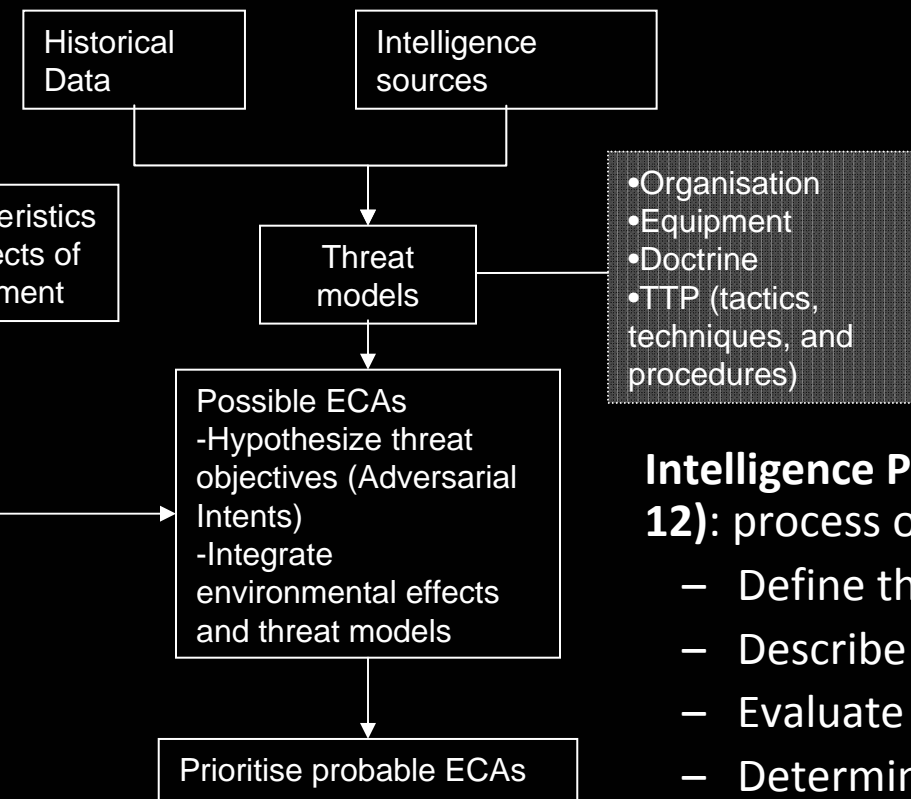 Historical
Data
Intelligence
sources
•Organisation
•Equipment
•Doctrine
•TTP (tactics,
techniques, and
procedures)
eristics
ects of
ment
Threat
models
Possible ECAs
-Hypothesize threat
objectives (Adversarial
Intents)
-Integrate
environmental effects
and threat models
Prioritise probable ECAs
Intelligence P
12): process o
– Define th
– Describe
– Evaluate
– Determin